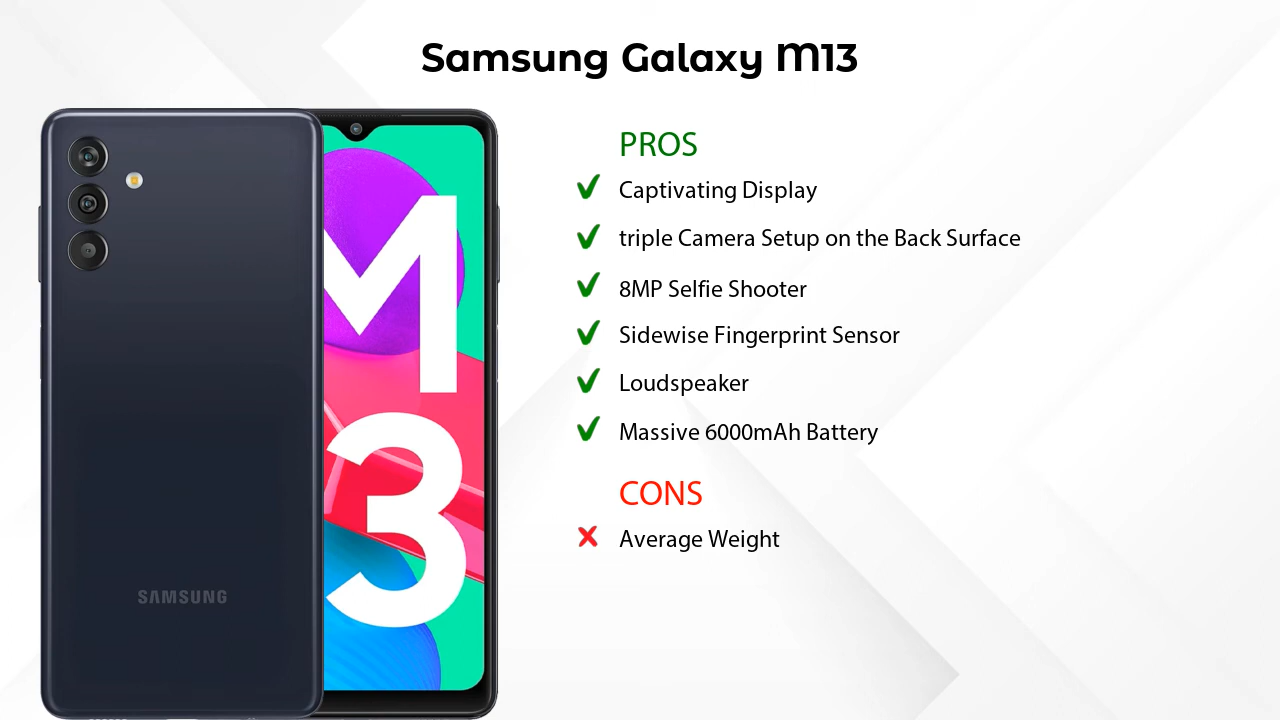 Samsung Galaxy M13
PROS
Captivating Display
triple Camera Setup on the Back Surface
8MP Selfie Shooter
Sidewise Fingerprint Sensor
Loudspeaker
Massive 6000mAh Battery
CONS
Average Weight
M
3
SAMSUNG